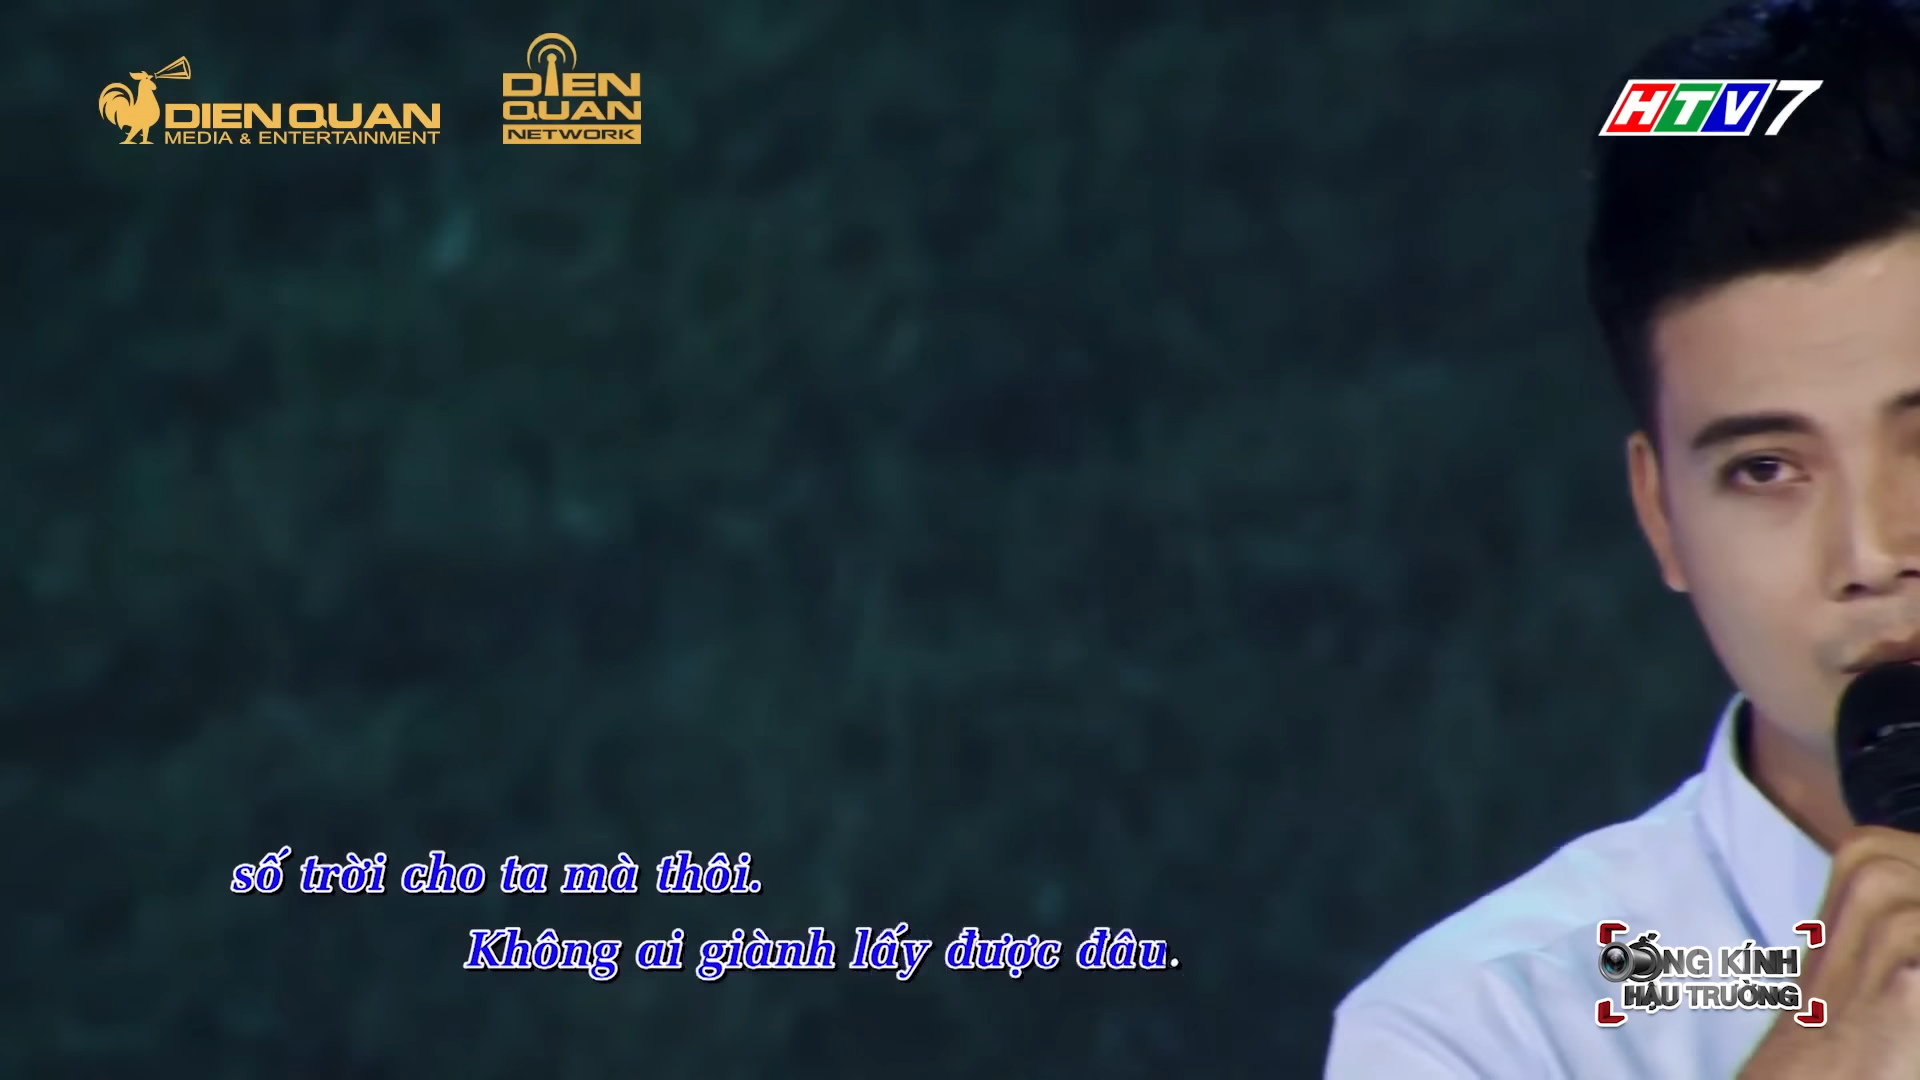 DIEN QUAN
MEDIA & ENTERTAINMENT
DIEN
QUAN
NETWORK
HTV7
số trời cho ta mà thôi.
Không ai giành lấy được đâu.
ỐNG KÍNH
HẬU TRƯỜNG